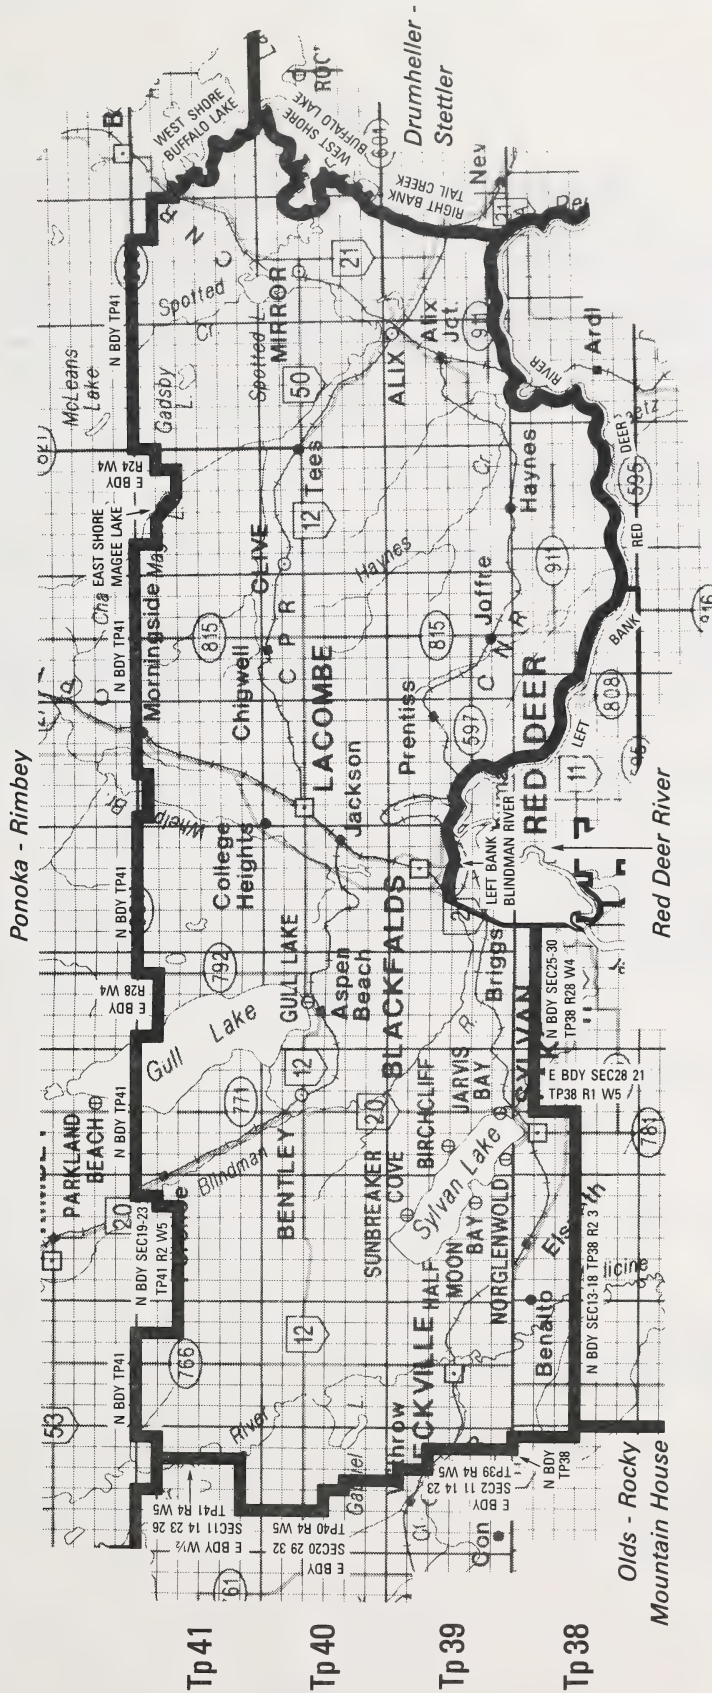 Ponoka - Rimbey
Drumheller -
Stettler
Red Deer River
Olds - Rocky
Mountain House
Tp 41
Tp 40
Tp 39
Tp 38
N BDY TP41
E BDY W½
SEC11 14 23 26
TP41 R4 W5
E BDY
SEC20 29 32
TP40 R4 W5
E BDY
SEC2 11 14 23
TP39 R4 W5
N BDY
TP38
N BDY SEC13-18 TP38 R2 3
E BDY SEC28 21
TP38 R1 W5
N BDY SEC25-30
TP38 R28 W4
N BDY SEC19-23
TP41 R2 W5
N BDY TP41
E BDY
R28 W4
N BDY TP41
N BDY TP41
EAST SHORE
MAGEE LAKE
E BDY
R24 W4
N BDY TP41
WEST SHORE
BUFFALO LAKE
WEST SHORE
BUFFALO LAKE
RIGHT BANK
TAIL CREEK
LEFT BANK
BLINDMAN RIVER
LEFT
BANK
RED
DEER
RIVER
53
766
20
PARKLAND
BEACH
Gull Lake
771
Blindman
BENTLEY
12
12
792
GULL LAKE
Aspen
Beach
College
Heights
Whelp
Br.
Morningside
815
Chigwell
C P R
CLIVE
LACOMBE
Jackson
BLACKFALDS
Prentiss
597
815
Joffre
C N R
Haynes
Haynes
Cr.
911
911
12
Tees
50
MIRROR
21
Spotted L.
Spotted
Cr.
Gadsby
L.
McLeans
Lake
C N R
ALIX
Alix
Jct.
601
21
595
808
11
RED DEER
Briggs
R.
SYLVAN
JARVIS
BAY
BIRCHCLIFF
20
SUNBREAKER
COVE
Sylvan Lake
HALF
MOON
BAY
NORGLENWOLD
781
Benalto
River